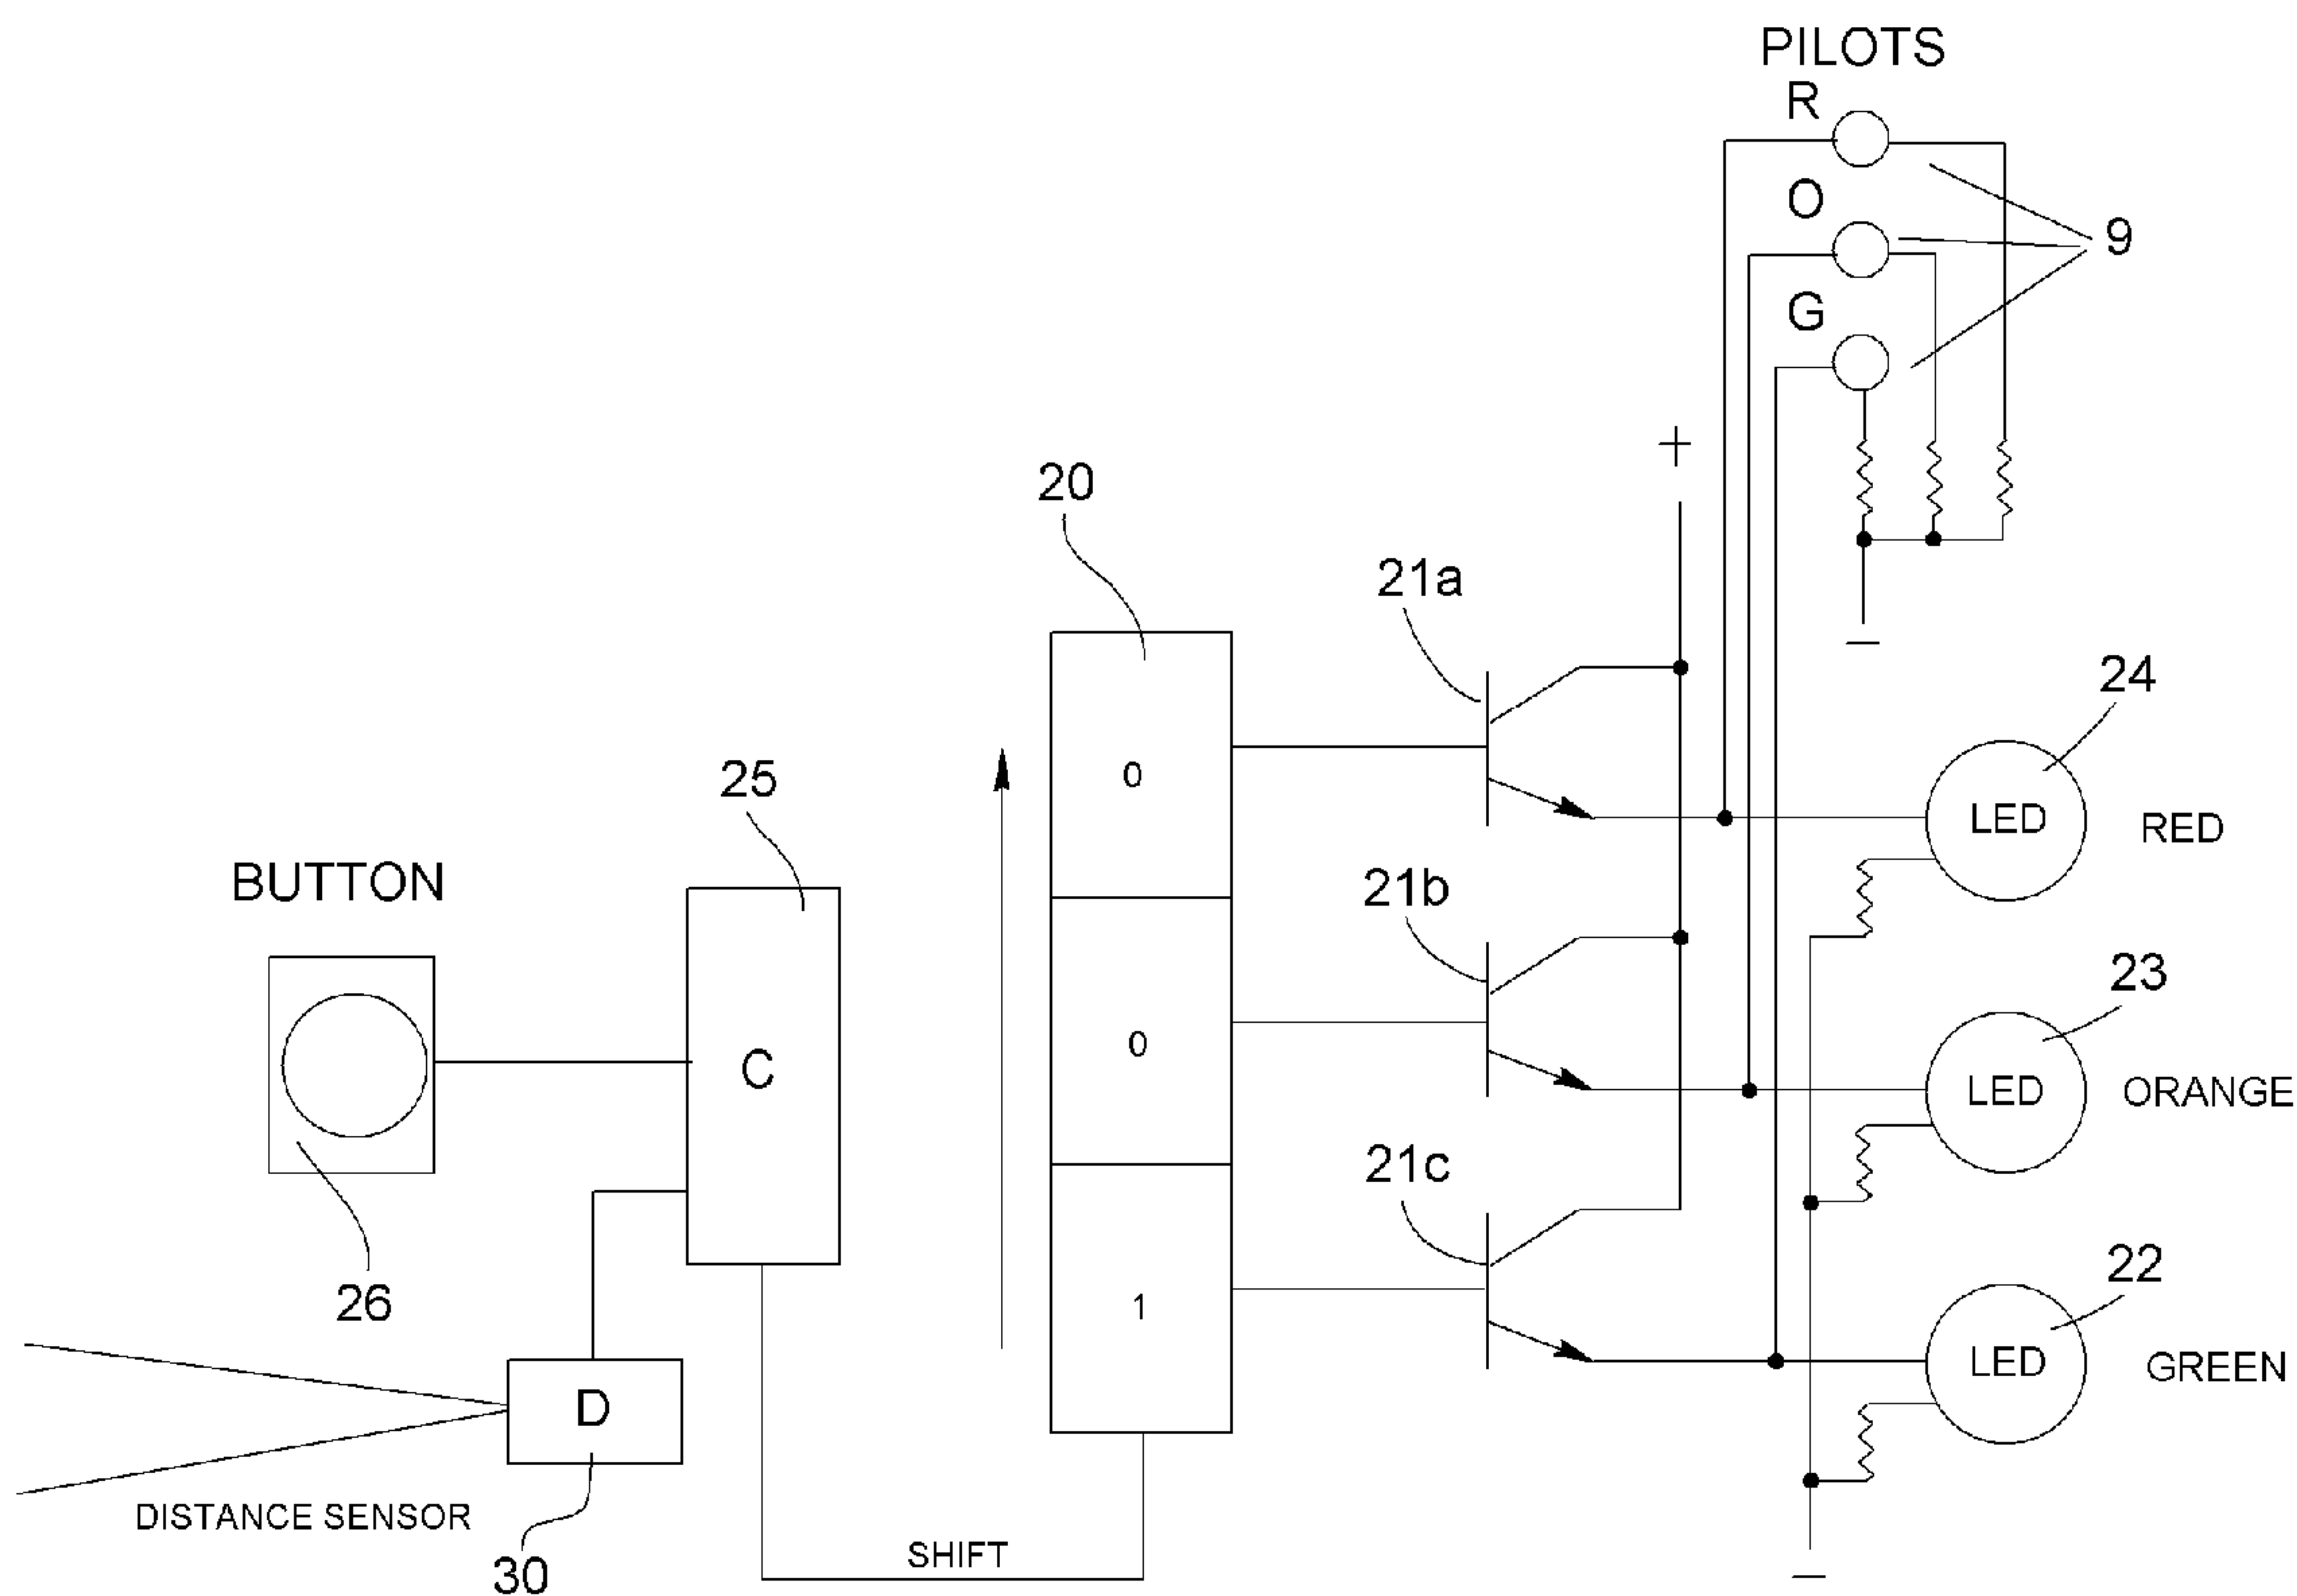 PILOTS
R
O
9
G
+
20
21a
–
24
LED
RED
0
25
BUTTON
21b
23
LED
ORANGE
C
0
21c
22
LED
GREEN
26
1
D
DISTANCE SENSOR
30
SHIFT
–